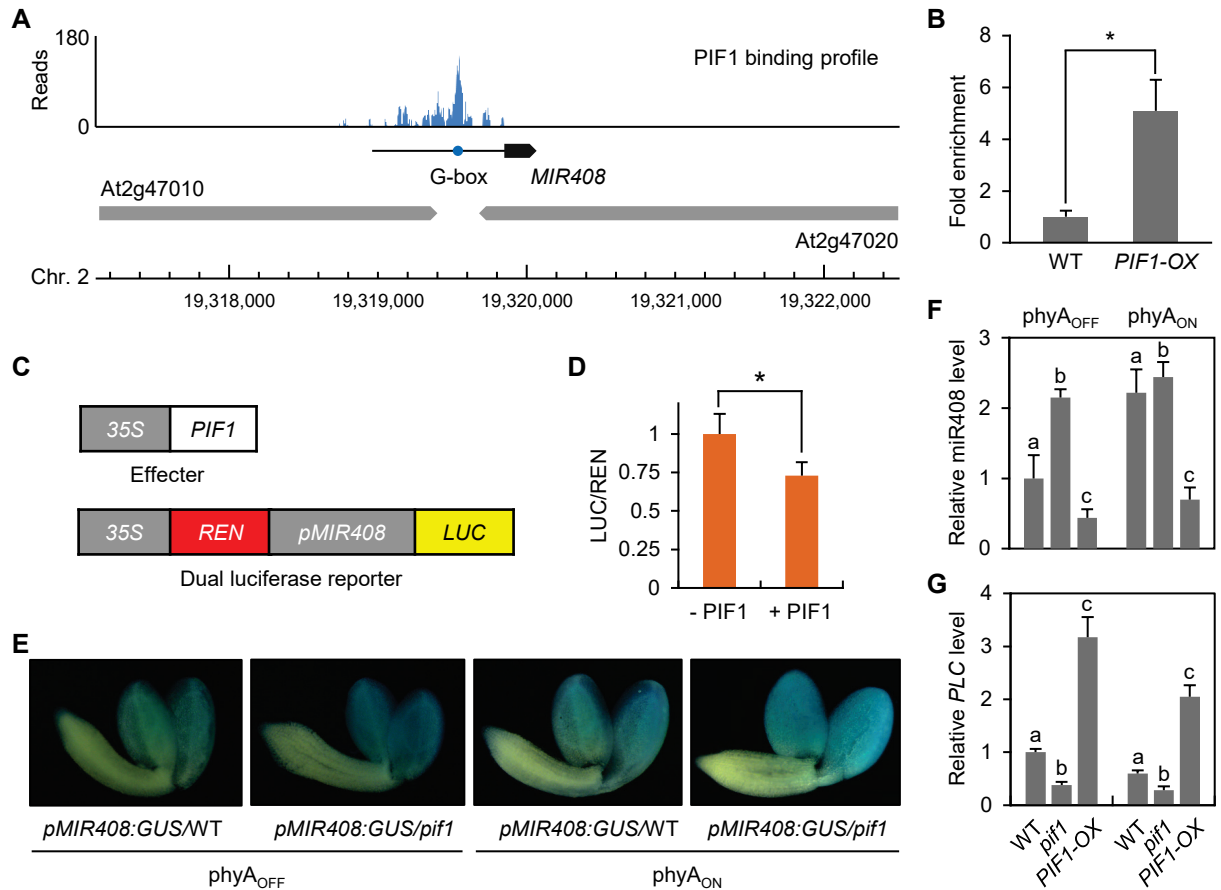 A
180
Reads
0
PIF1 binding profile
G-box
MIR408
At2g47010
At2g47020
Chr. 2
19,318,000
19,319,000
19,320,000
19,321,000
19,322,000
B
Fold enrichment
8
6
4
2
0
*
WT
PIF1-OX
C
35S
PIF1
Effecter
35S
REN
pMIR408
LUC
Dual luciferase reporter
D
LUC/REN
1
0.75
0.5
0.25
0
*
- PIF1
+ PIF1
E
pMIR408:GUS/WT
pMIR408:GUS/pif1
pMIR408:GUS/WT
pMIR408:GUS/pif1
phyAOFF
phyAON
F
phyAOFF
phyAON
Relative miR408 level
3
2
1
0
a
b
c
a
b
c
G
Relative PLC level
4
3
2
1
0
a
b
c
a
b
c
WT
pif1
PIF1-OX
WT
pif1
PIF1-OX